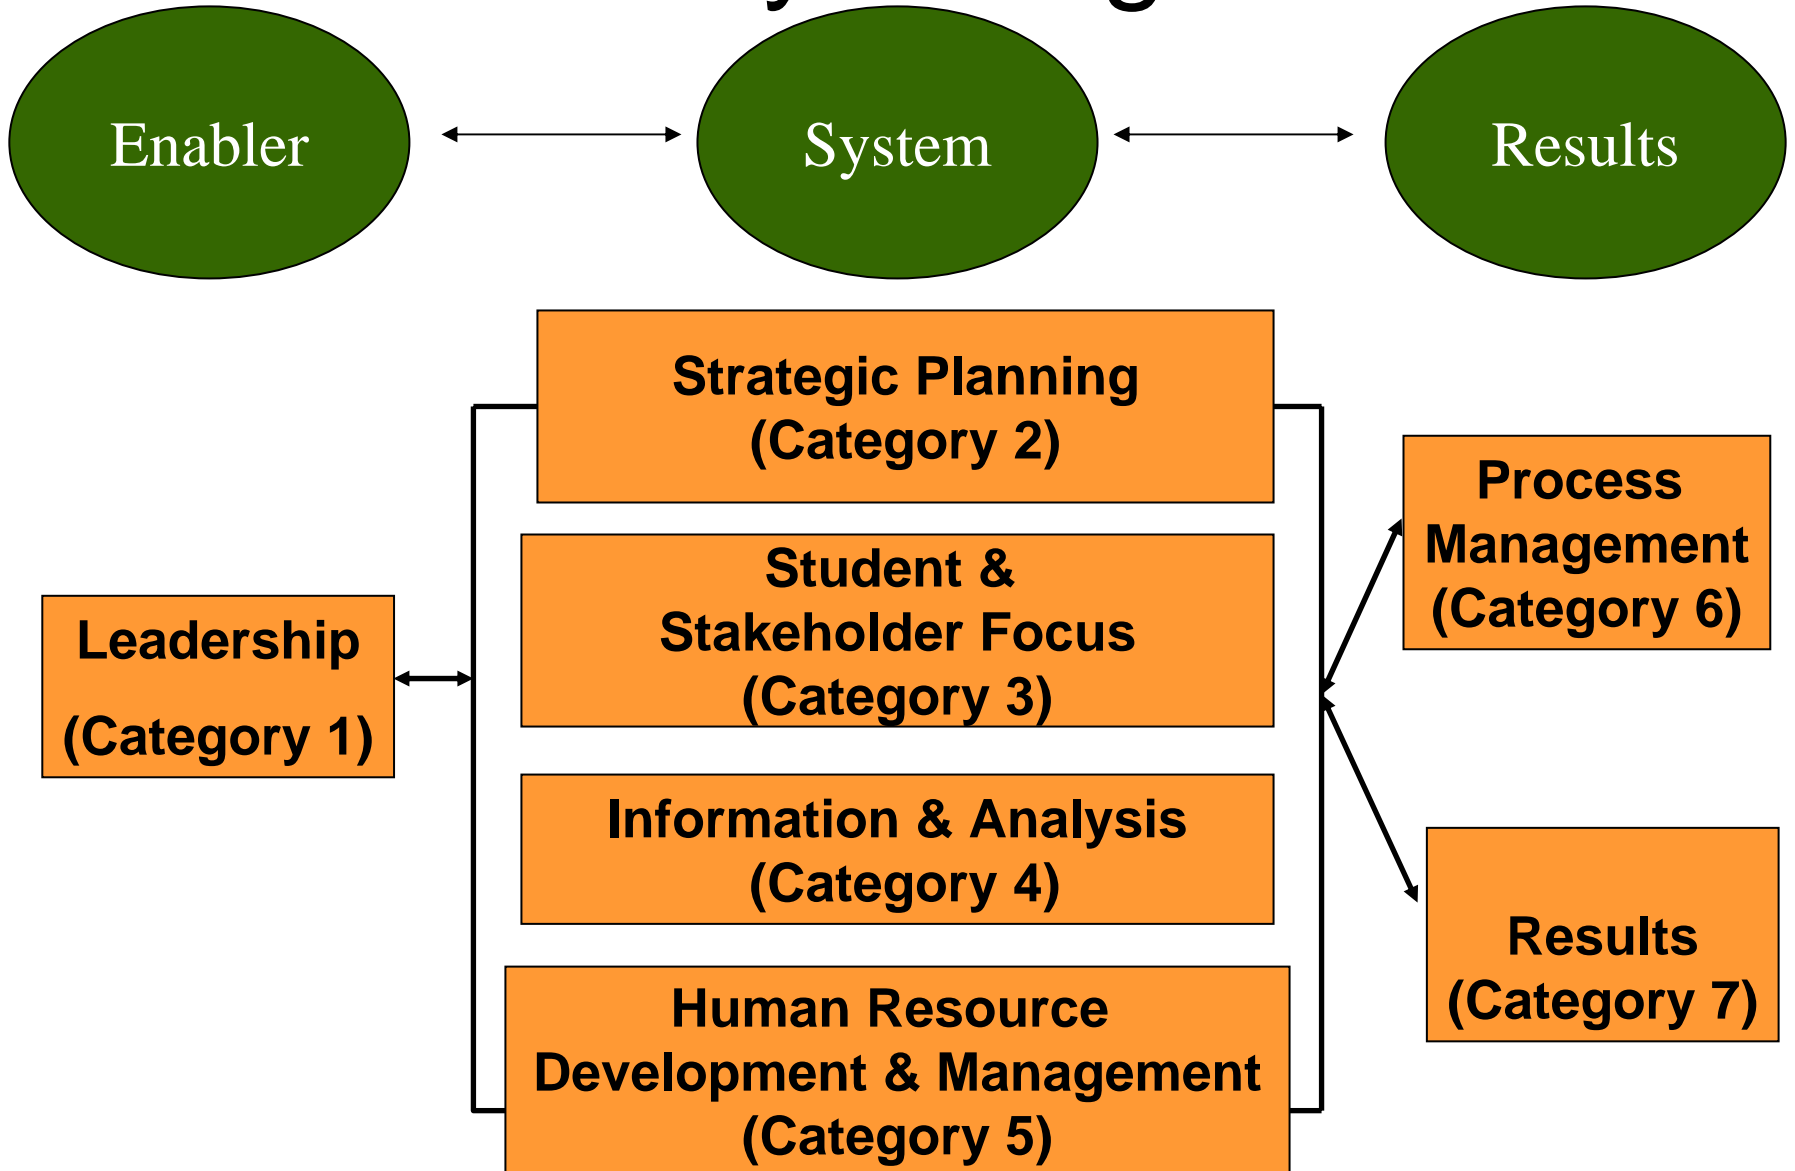 Enabler
System
Results
Strategic Planning
(Category 2)
Student &
Stakeholder Focus
(Category 3)
Information & Analysis
(Category 4)
Human Resource
Development & Management
(Category 5)
Leadership
(Category 1)
Process
Management
(Category 6)
Results
(Category 7)